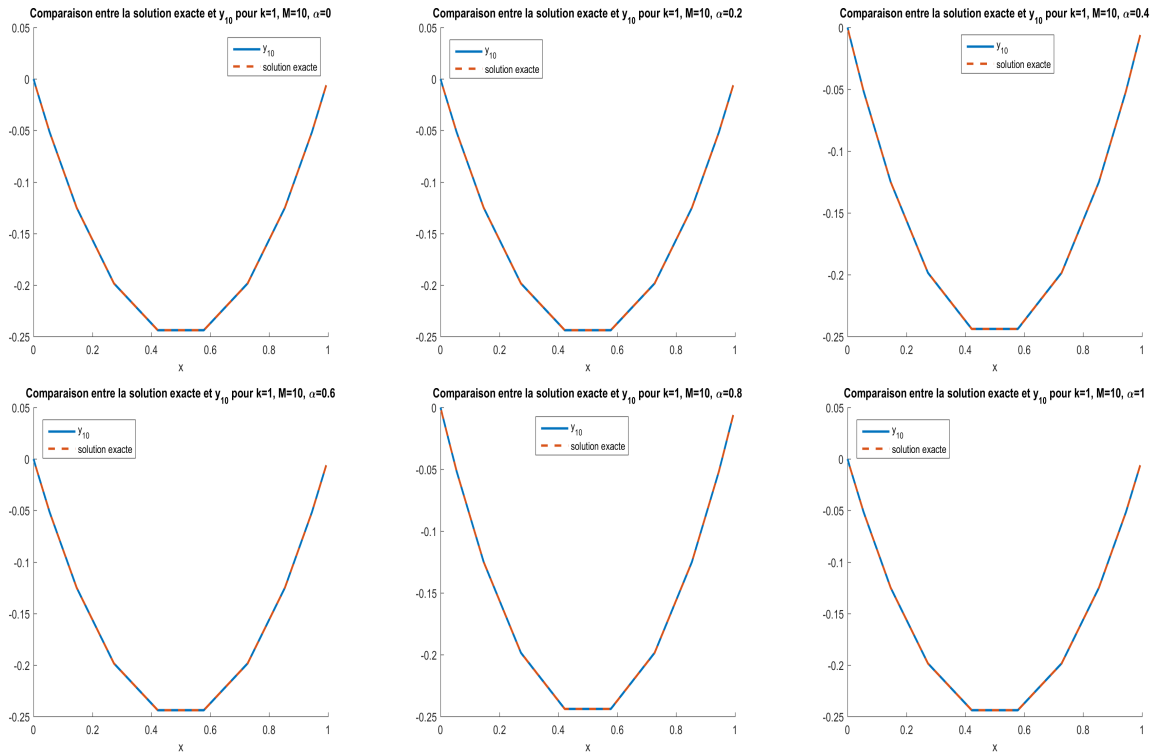 Comparaison entre la solution exacte et y10 pour k=1, M=10, α=0
0.05
0
-0.05
-0.1
-0.15
-0.2
-0.25
0 0.2 0.4 0.6 0.8 1
x
y10
solution exacte
Comparaison entre la solution exacte et y10 pour k=1, M=10, α=0.2
0.05
0
-0.05
-0.1
-0.15
-0.2
-0.25
0 0.2 0.4 0.6 0.8 1
x
y10
solution exacte
Comparaison entre la solution exacte et y10 pour k=1, M=10, α=0.4
0
-0.05
-0.1
-0.15
-0.2
-0.25
0 0.2 0.4 0.6 0.8 1
x
y10
solution exacte
Comparaison entre la solution exacte et y10 pour k=1, M=10, α=0.6
0.05
0
-0.05
-0.1
-0.15
-0.2
-0.25
0 0.2 0.4 0.6 0.8 1
x
y10
solution exacte
Comparaison entre la solution exacte et y10 pour k=1, M=10, α=0.8
0
-0.05
-0.1
-0.15
-0.2
-0.25
0 0.2 0.4 0.6 0.8 1
x
y10
solution exacte
Comparaison entre la solution exacte et y10 pour k=1, M=10, α=1
0.05
0
-0.05
-0.1
-0.15
-0.2
-0.25
0 0.2 0.4 0.6 0.8 1
x
y10
solution exacte